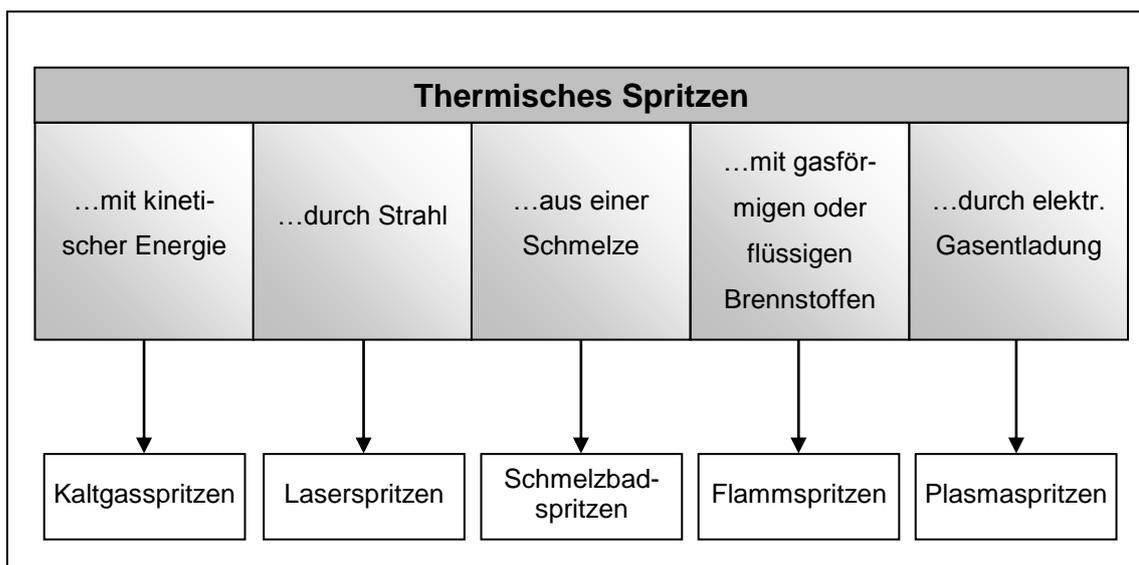 Thermisches Spritzen
…mit kineti-
scher Energie
…durch Strahl
…aus einer
Schmelze
…mit gasför-
migen oder
flüssigen
Brennstoffen
…durch elektr.
Gasentladung
Kaltgasspritzen
Laserspritzen
Schmelzbad-
spritzen
Flammspritzen
Plasmaspritzen